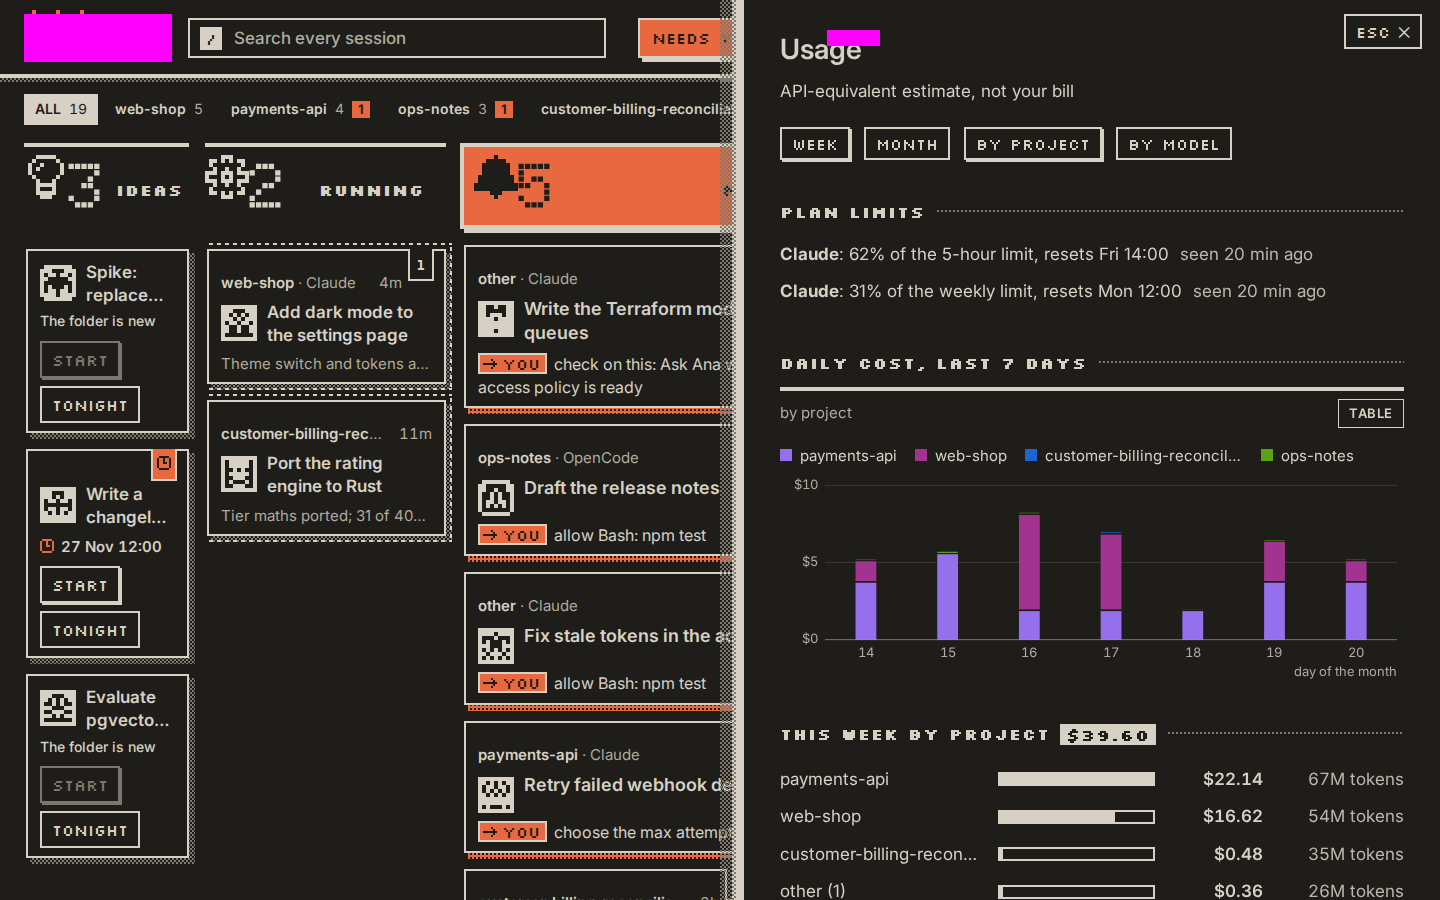 / Search every session
NEEDS
ALL 19
web-shop 5
payments-api 4 1
ops-notes 3 1
customer-billing-reconcili
3 IDEAS
2 RUNNING
5
Spike:
replace...
The folder is new
START
TONIGHT
Write a
changel...
27 Nov 12:00
START
TONIGHT
Evaluate
pgvecto...
The folder is new
START
TONIGHT
1
web-shop · Claude 4m
Add dark mode to
the settings page
Theme switch and tokens a...
customer-billing-rec... 11m
Port the rating
engine to Rust
Tier maths ported; 31 of 40...
other · Claude
Write the Terraform mod
queues
→ YOU check on this: Ask Ana w
access policy is ready
ops-notes · OpenCode
Draft the release notes
→ YOU allow Bash: npm test
other · Claude
Fix stale tokens in the
→ YOU allow Bash: npm test
payments-api · Claude
Retry failed webhook de
→ YOU choose the max attempt
Usage
ESC ×
API-equivalent estimate, not your bill
WEEK
MONTH
BY PROJECT
BY MODEL
PLAN LIMITS
Claude: 62% of the 5-hour limit, resets Fri 14:00 seen 20 min ago
Claude: 31% of the weekly limit, resets Mon 12:00 seen 20 min ago
DAILY COST, LAST 7 DAYS
by project
TABLE
payments-api
web-shop
customer-billing-reconcil...
ops-notes
$10
$5
$0
14 15 16 17 18 19 20
day of the month
THIS WEEK BY PROJECT $39.60
payments-api $22.14 67M tokens
web-shop $16.62 54M tokens
customer-billing-recon... $0.48 35M tokens
other (1) $0.36 26M tokens